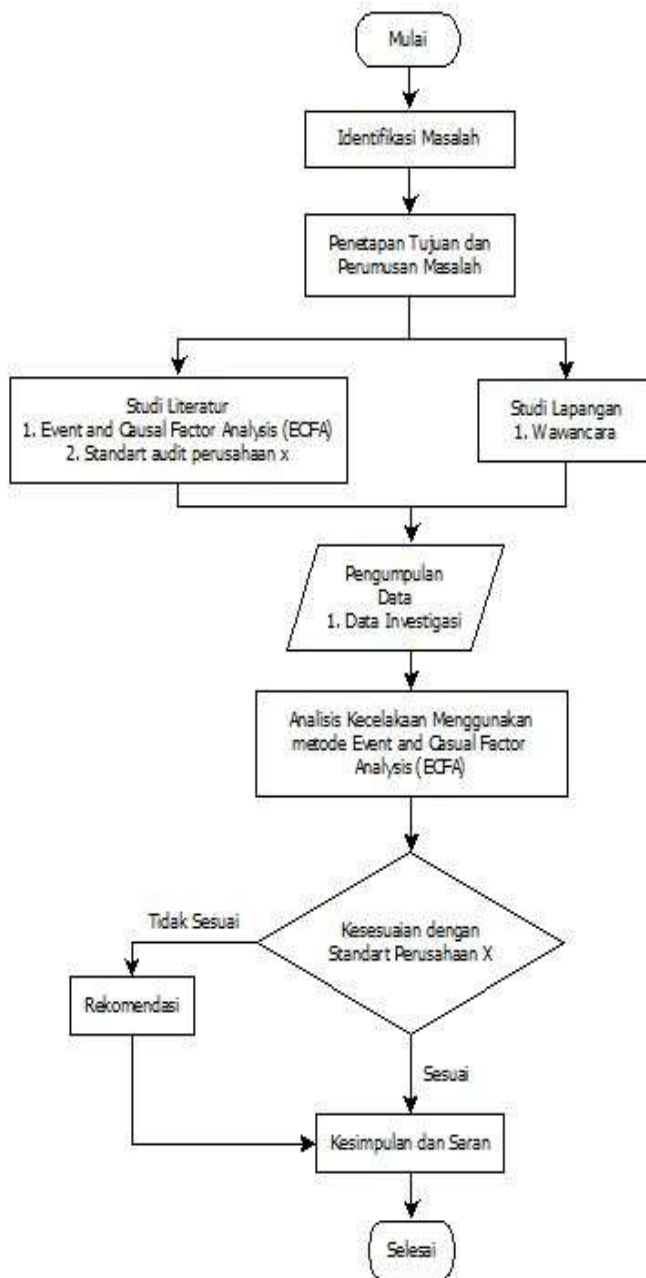 Mulai
Identifikasi Masalah
Penetapan Tujuan dan
Perumusan Masalah
Studi Literatur
1. Event and Causal Factor Analysis (ECFA)
2. Standart audit perusahaan x
Studi Lapangan
1. Wawancara
Pengumpulan
Data
1. Data Investigasi
Analisis Kecelakaan Menggunakan
metode Event and Casual Factor
Analysis (ECFA)
Kesesuaian dengan
Standart Perusahaan X
Tidak Sesuai
Rekomendasi
Sesuai
Kesimpulan dan Saran
Selesai